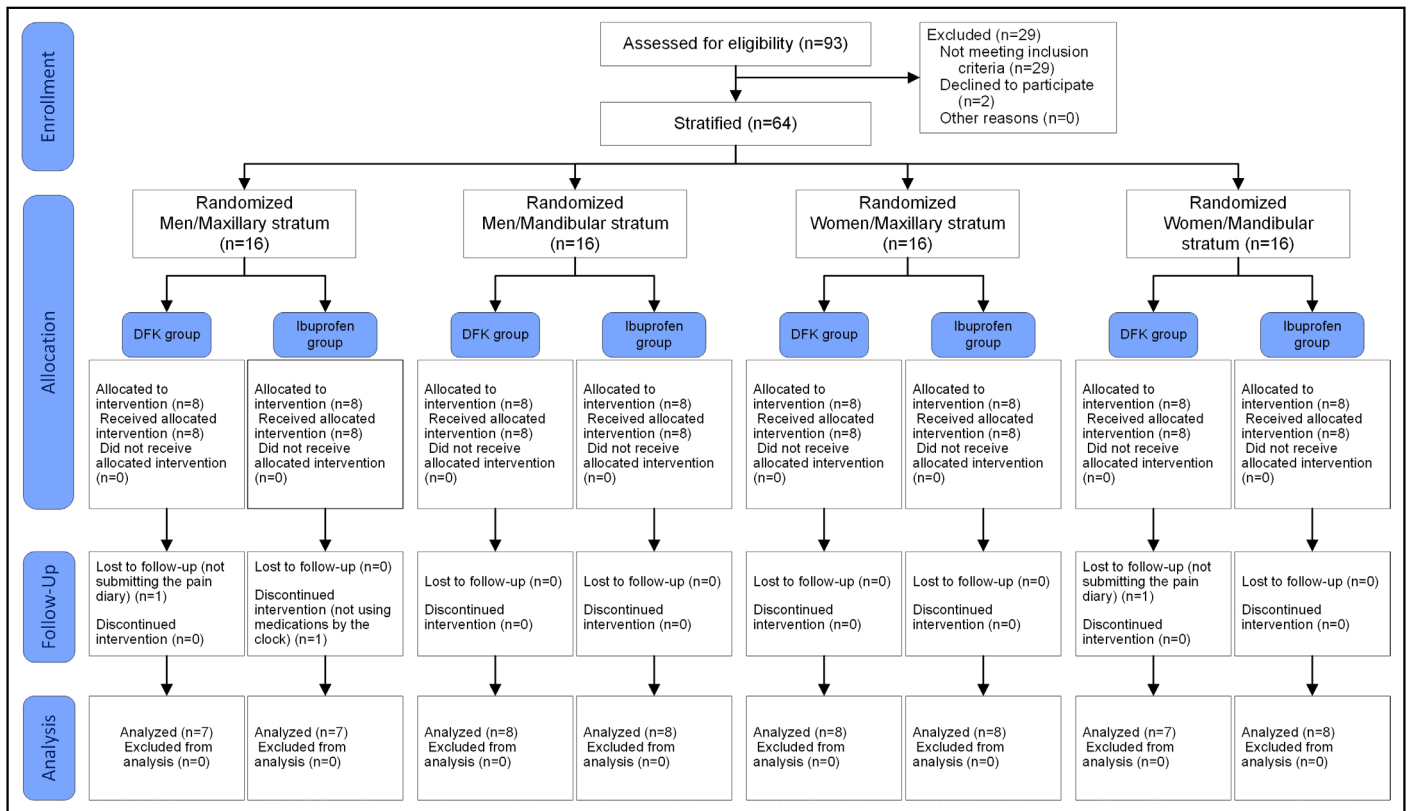 Enrollment
Assessed for eligibility (n=93)
Excluded (n=29)
Not meeting inclusion
criteria (n=29)
Declined to participate
(n=2)
Other reasons (n=0)
Stratified (n=64)
Allocation
Randomized
Men/Maxillary stratum
(n=16)
Randomized
Men/Mandibular stratum
(n=16)
Randomized
Women/Maxillary stratum
(n=16)
Randomized
Women/Mandibular
stratum (n=16)
DFK group
Ibuprofen
group
DFK group
Ibuprofen
group
DFK group
Ibuprofen
group
DFK group
Ibuprofen
group
Allocated to
intervention (n=8)
Received allocated
intervention (n=8)
Did not receive
allocated intervention
(n=0)
Allocated to
intervention (n=8)
Received allocated
intervention (n=8)
Did not receive
allocated intervention
(n=0)
Allocated to
intervention (n=8)
Received allocated
intervention (n=8)
Did not receive
allocated intervention
(n=0)
Allocated to
intervention (n=8)
Received allocated
intervention (n=8)
Did not receive
allocated intervention
(n=0)
Allocated to
intervention (n=8)
Received allocated
intervention (n=8)
Did not receive
allocated intervention
(n=0)
Allocated to
intervention (n=8)
Received allocated
intervention (n=8)
Did not receive
allocated intervention
(n=0)
Allocated to
intervention (n=8)
Received allocated
intervention (n=8)
Did not receive
allocated intervention
(n=0)
Allocated to
intervention (n=8)
Received allocated
intervention (n=8)
Did not receive
allocated intervention
(n=0)
Follow-Up
Lost to follow-up (not
submitting the pain
diary) (n=1)
Discontinued
intervention (n=0)
Lost to follow-up (n=0)
Discontinued
intervention (not using
medications by the
clock) (n=1)
Lost to follow-up (n=0)
Discontinued
intervention (n=0)
Lost to follow-up (n=0)
Discontinued
intervention (n=0)
Lost to follow-up (n=0)
Discontinued
intervention (n=0)
Lost to follow-up (n=0)
Discontinued
intervention (n=0)
Lost to follow-up (not
submitting the pain
diary) (n=1)
Discontinued
intervention (n=0)
Lost to follow-up (n=0)
Discontinued
intervention (n=0)
Analysis
Analyzed (n=7)
Excluded from
analysis (n=0)
Analyzed (n=7)
Excluded from
analysis (n=0)
Analyzed (n=8)
Excluded from
analysis (n=0)
Analyzed (n=8)
Excluded from
analysis (n=0)
Analyzed (n=8)
Excluded from
analysis (n=0)
Analyzed (n=8)
Excluded from
analysis (n=0)
Analyzed (n=7)
Excluded from
analysis (n=0)
Analyzed (n=8)
Excluded from
analysis (n=0)